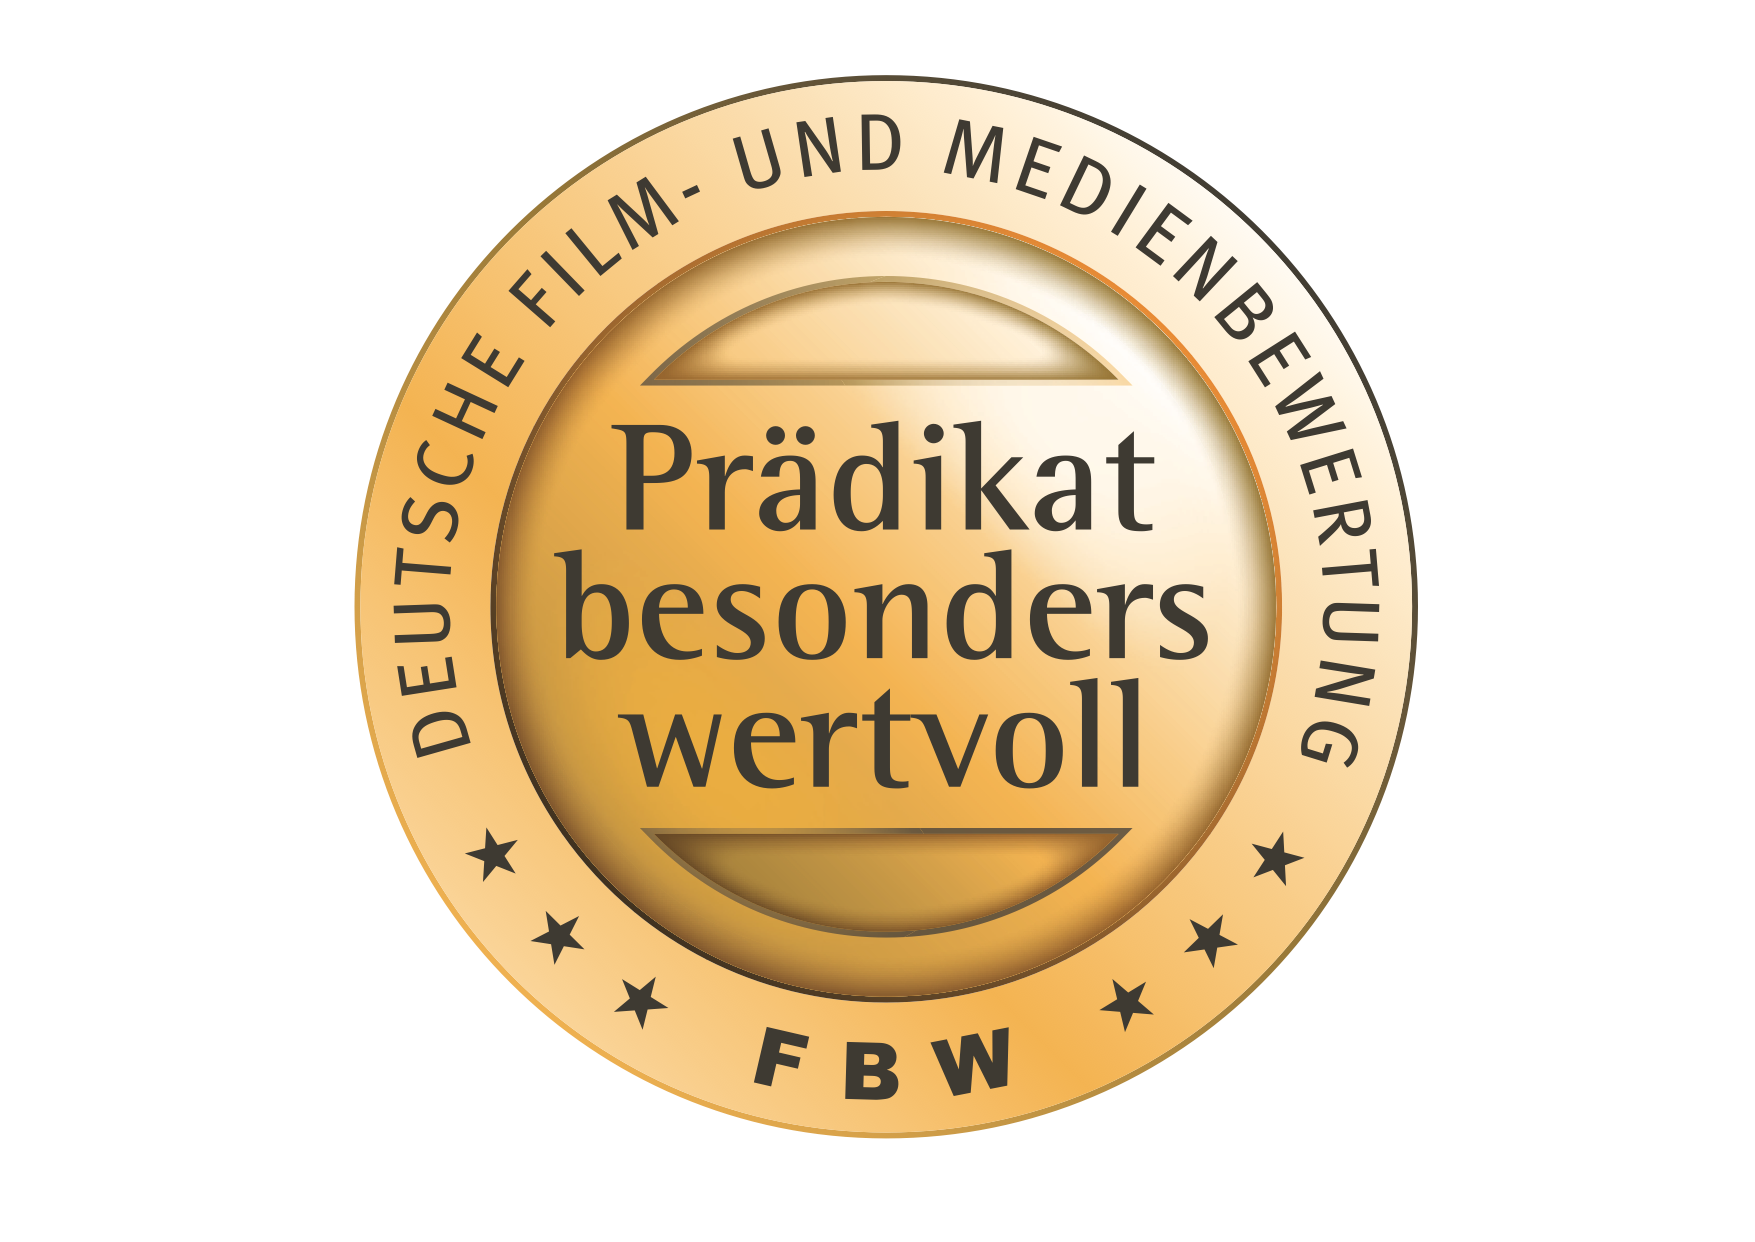 DEUTSCHE FILM- UND MEDIENBEWERTUNG
Prädikat
besonders
wertvoll
FBW